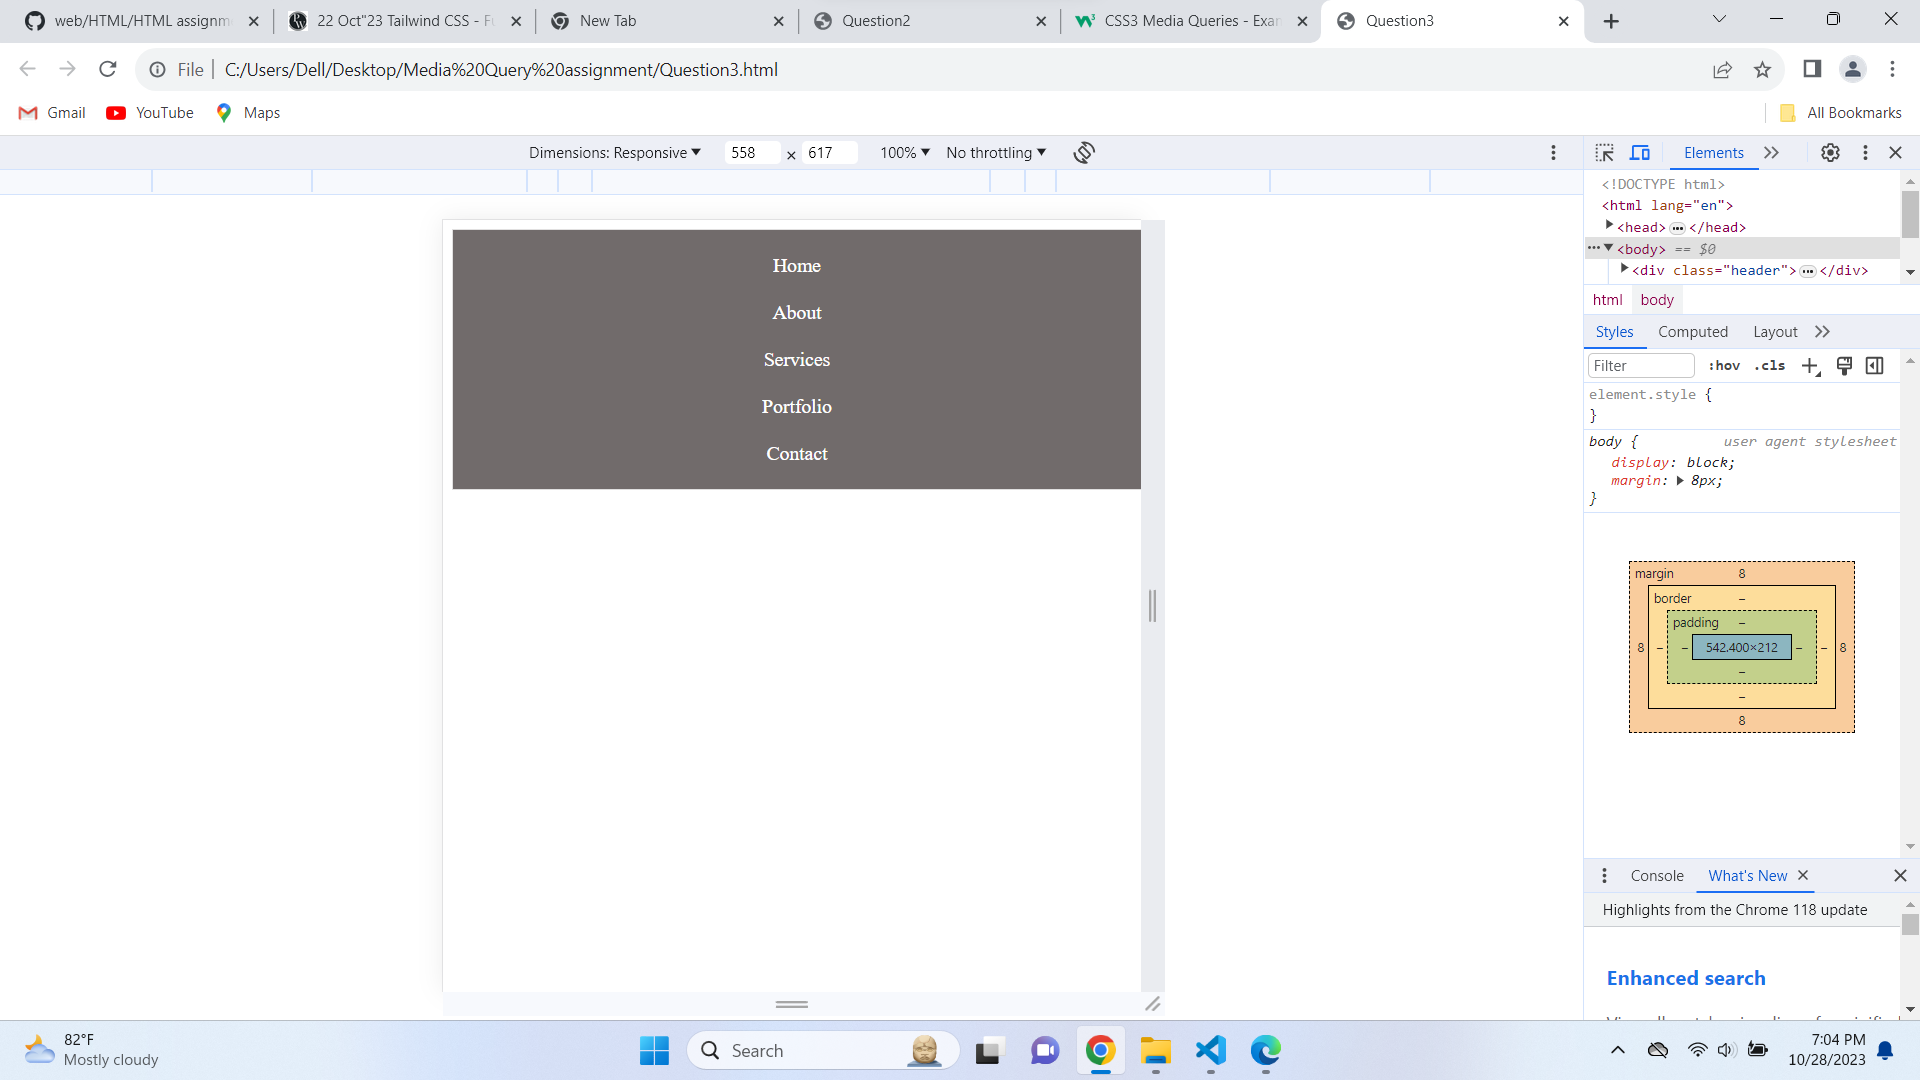 web/HTML/HTML assignm
22 Oct"23 Tailwind CSS - Fu
New Tab
Question2
CSS3 Media Queries - Exam
Question3
File
C:/Users/Dell/Desktop/Media%20Query%20assignment/Question3.html
Gmail
YouTube
Maps
All Bookmarks
Dimensions: Responsive
558
×
617
100%
No throttling
Elements
<!DOCTYPE html>
<html lang="en">
<head> ••• </head>
••• <body> == $0
<div class="header"> ••• </div>
html
body
Styles
Computed
Layout
Filter
:hov
.cls
element.style {
}
body {
user agent stylesheet
display: block;
margin: 8px;
}
margin
8
border
–
padding
–
8
–
–
542.400×212
–
–
8
–
–
8
Home
About
Services
Portfolio
Contact
Console
What's New
Highlights from the Chrome 118 update
Enhanced search
82°F
Mostly cloudy
Search
7:04 PM
10/28/2023